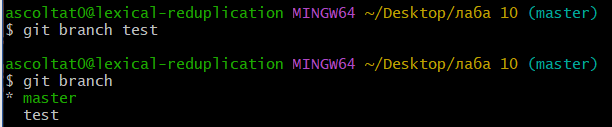 ascoltat0@lexical-reduplication MINGW64 ~/Desktop/лаба 10 (master)
$ git branch test
ascoltat0@lexical-reduplication MINGW64 ~/Desktop/лаба 10 (master)
$ git branch
* master
test